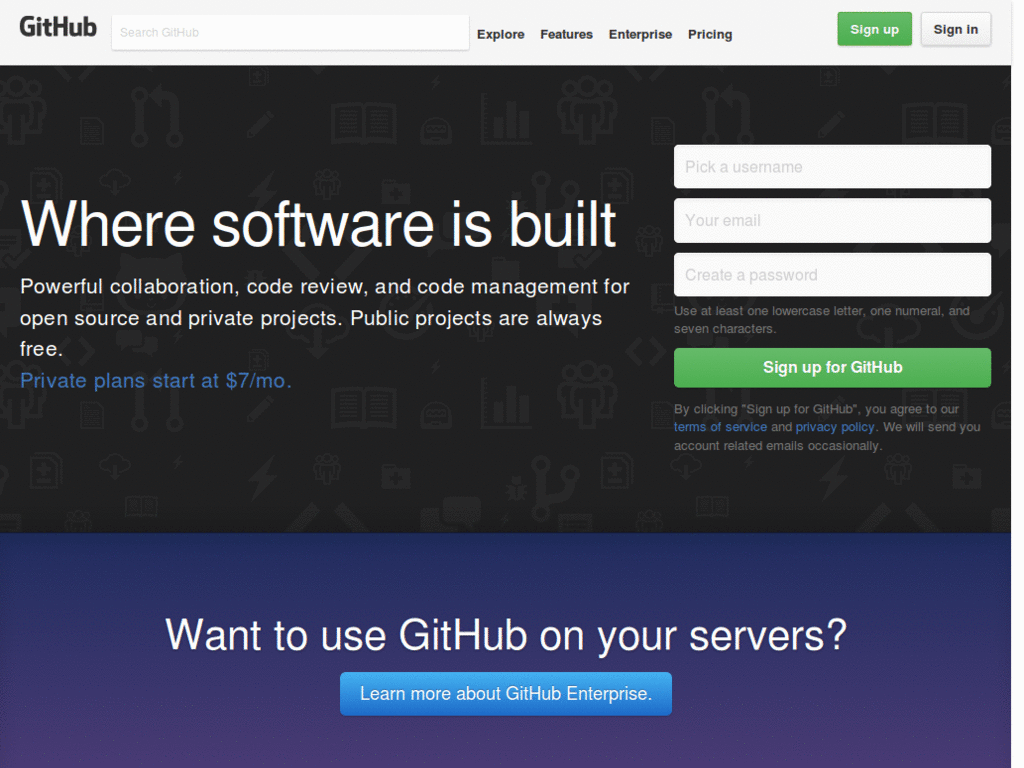 GitHub
Search GitHub
Explore Features Enterprise Pricing
Sign up
Sign in
Where software is built
Powerful collaboration, code review, and code management for
open source and private projects. Public projects are always
free.
Private plans start at $7/mo.
Pick a username
Your email
Create a password
Use at least one lowercase letter, one numeral, and
seven characters.
Sign up for GitHub
By clicking "Sign up for GitHub", you agree to our
terms of service and privacy policy. We will send you
account related emails occasionally.
Want to use GitHub on your servers?
Learn more about GitHub Enterprise.